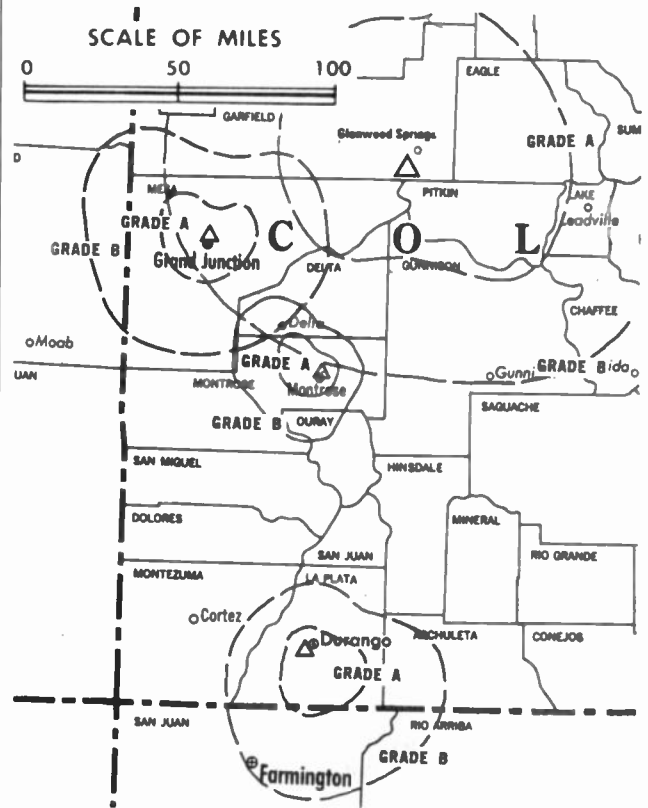 SCALE OF MILES
0 50 100
EAGLE
GARFIELD
Glenwood Springs
GRADE A
SUM
D
MESA
PITKIN
LAKE
Leadville
GRADE A
GRADE B
C O L
Grand Junction
DELTA
GUNNISON
CHAFFEE
Delta
Moab
GRADE A
GRADE B
ida
UAN
MONTROSE
Montrose
Gunni
SAGUACHE
GRADE B
OURAY
SAN MIGUEL
HINSDALE
DOLORES
MINERAL
SAN JUAN
RIO GRANDE
MONTEZUMA
LA PLATA
Cortez
Durango
ARCHULETA
CONEJOS
GRADE A
SAN JUAN
RIO ARRIBA
GRADE B
Farmington